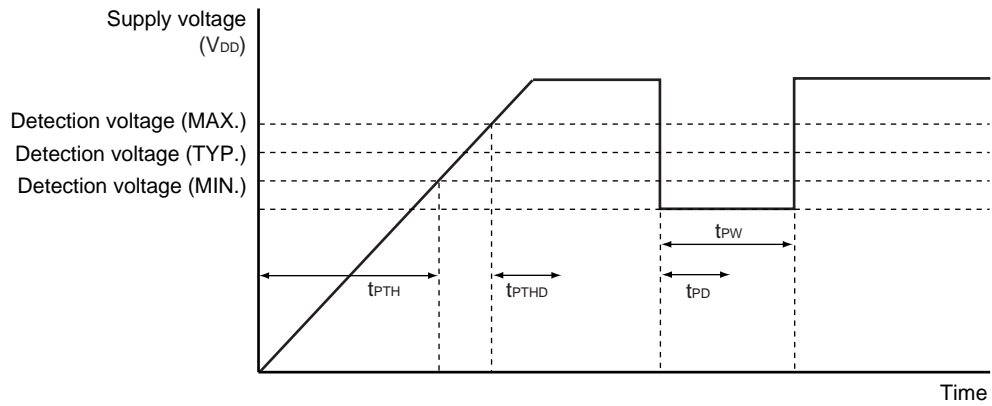 Supply voltage
(VDD)
Detection voltage (MAX.)
Detection voltage (TYP.)
Detection voltage (MIN.)
tPW
tPTH
tPTHD
tPD
Time